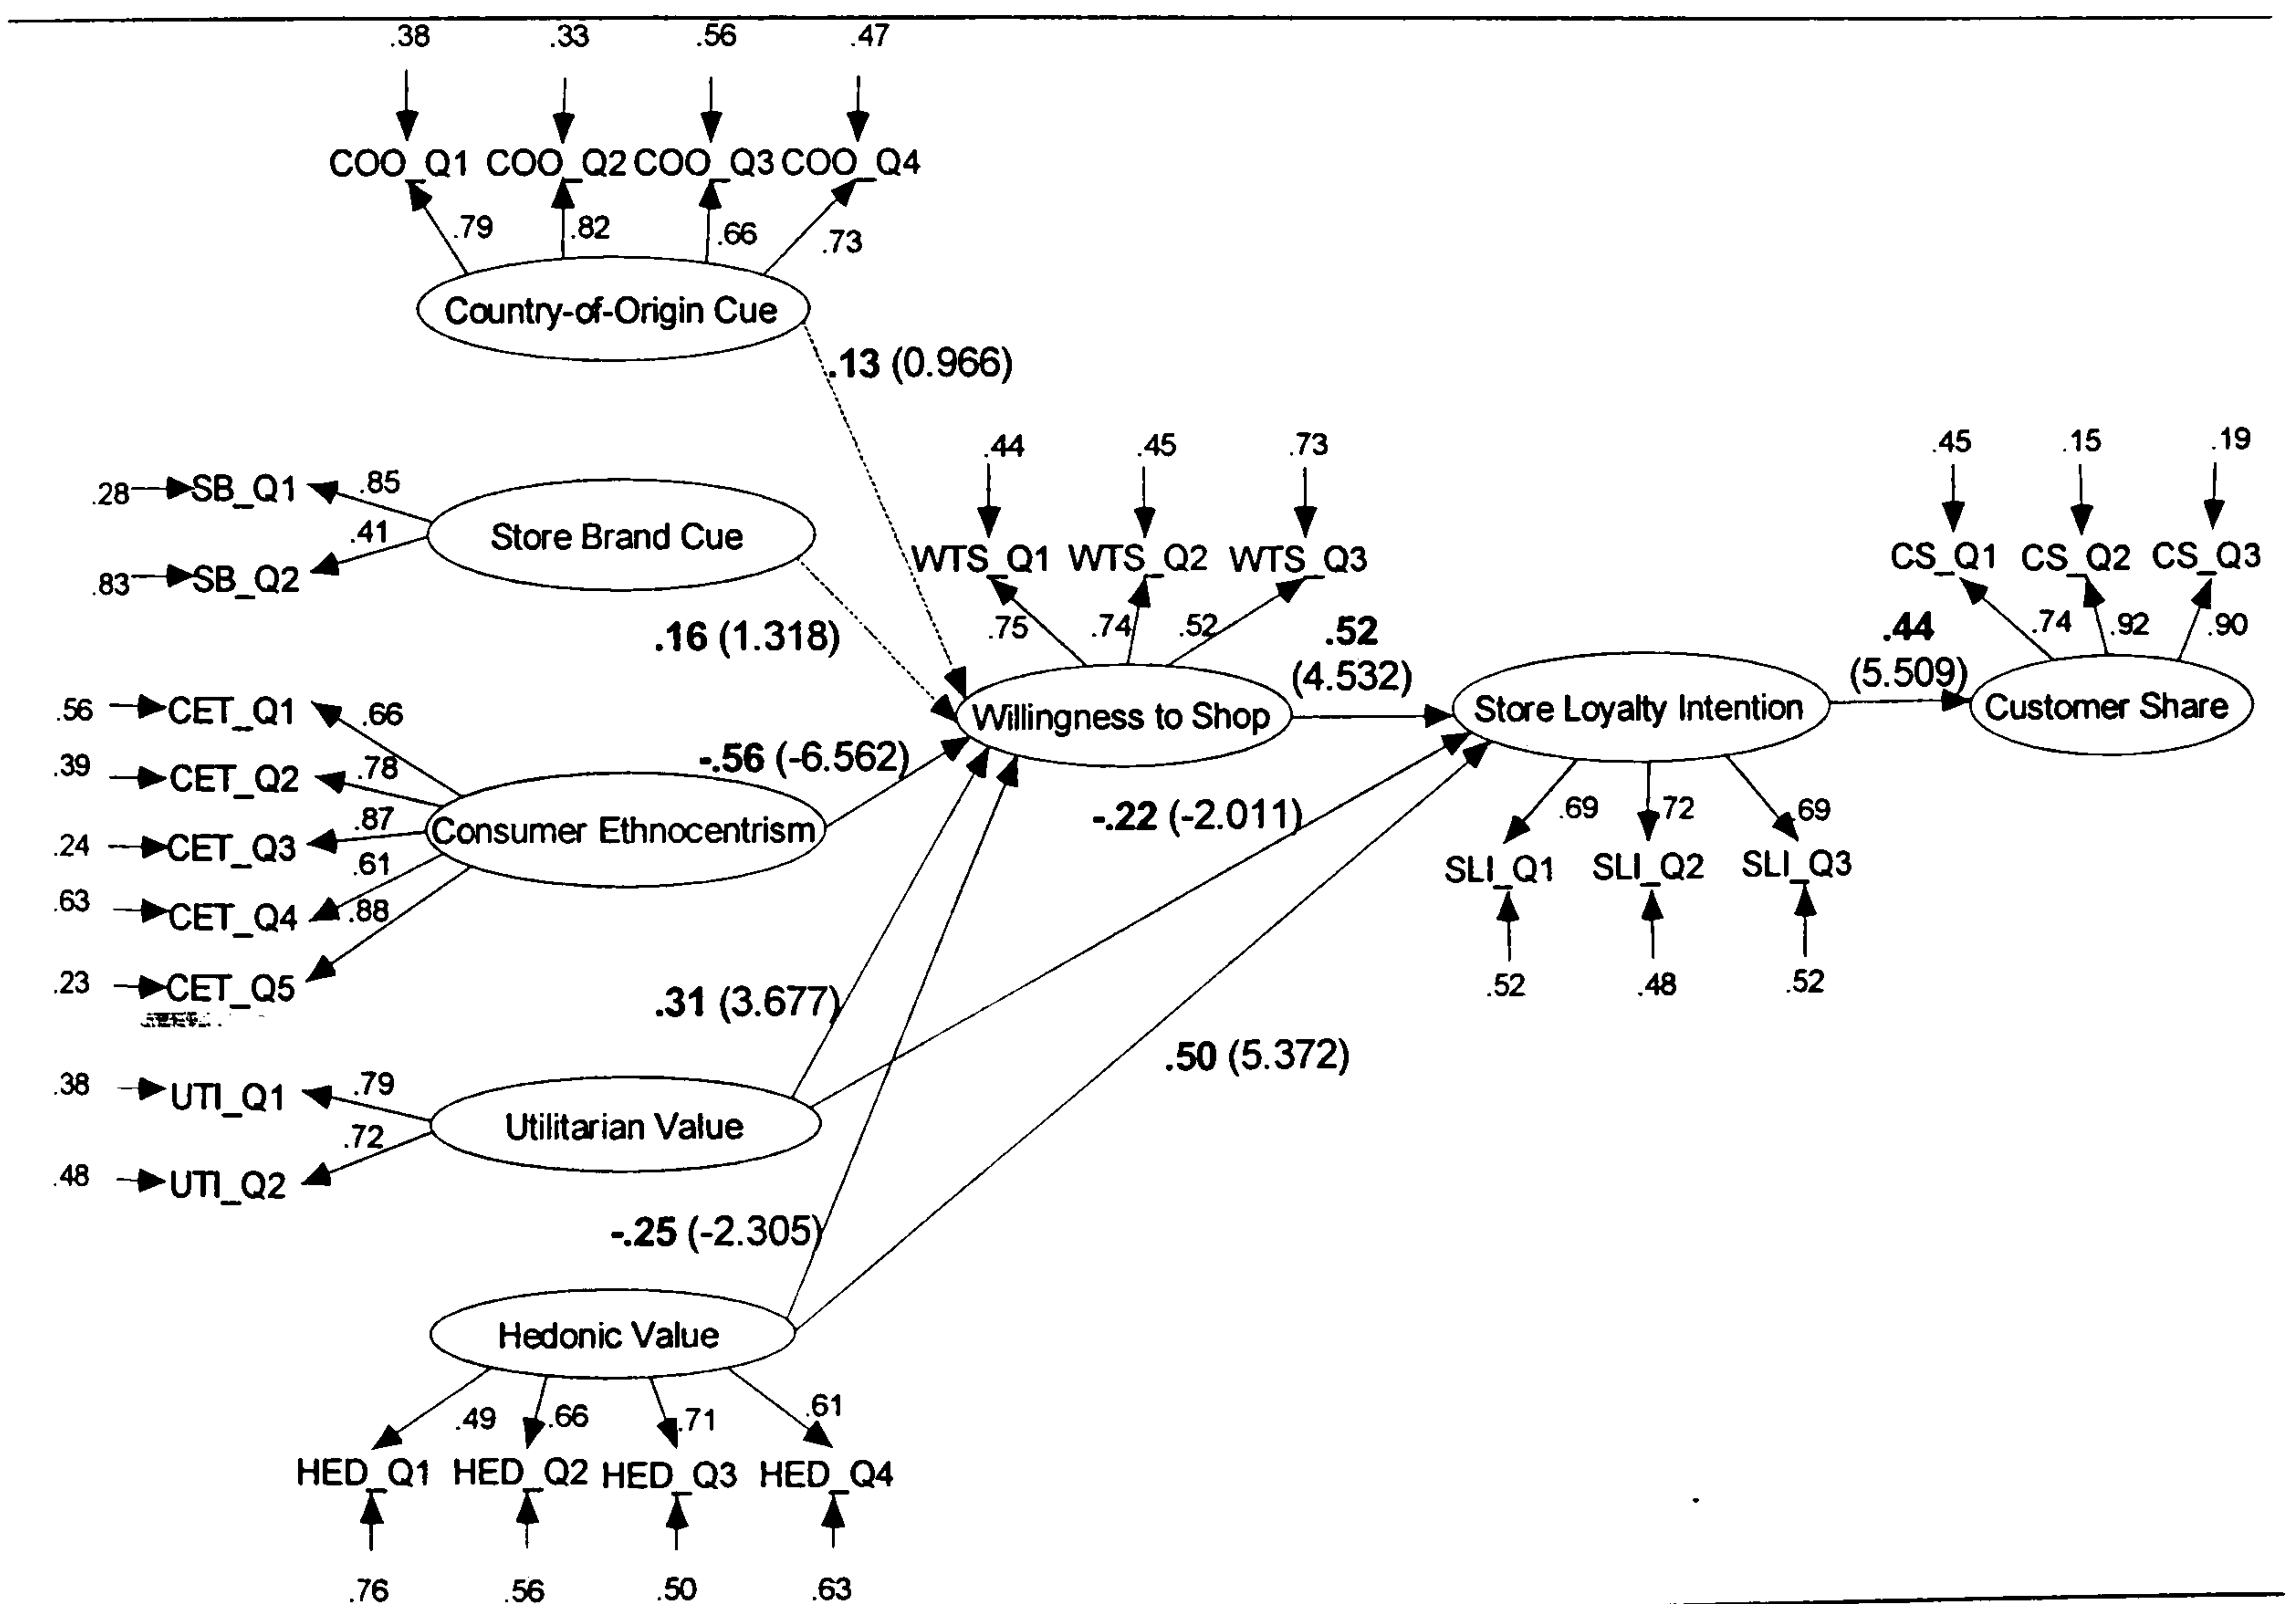 .38 .33 .56 .47
COO_Q1 COO_Q2 COO_Q3 COO_Q4
.79 .82 .66 .73
Country-of-Origin Cue
.13 (0.966)
.28 SB_Q1 .85
Store Brand Cue
.41
.83 SB_Q2
.16 (1.318)
.44 .45 .73
WTS_Q1 WTS_Q2 WTS_Q3
.75 .74 .52
Willingness to Shop
.52
(4.532)
.45 .15 .19
CS_Q1 CS_Q2 CS_Q3
.74 .92 .90
.44
(5.509)
Store Loyalty Intention
Customer Share
.69 .72 .69
SLI_Q1 SLI_Q2 SLI_Q3
.52 .48 .52
.56 CET_Q1 .66
.39 CET_Q2 .78
.24 CET_Q3 .87
Consumer Ethnocentrism
.61
.63 CET_Q4 .88
.23 CET_Q5
-.56 (-6.562)
-.22 (-2.011)
.31 (3.677)
.50 (5.372)
.38 UTI_Q1 .79
Utilitarian Value
.72
.48 UTI_Q2
-.25 (-2.305)
Hedonic Value
.49 .66 .71 .61
HED_Q1 HED_Q2 HED_Q3 HED_Q4
.76 .56 .50 .63